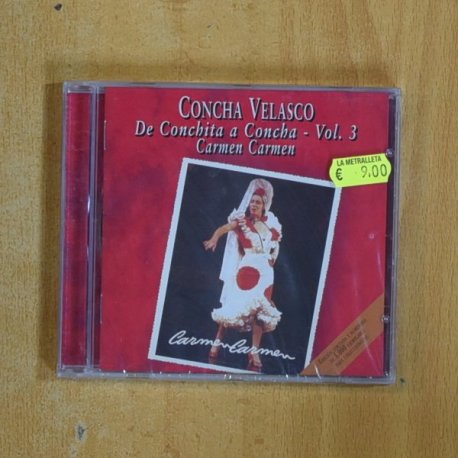 CONCHA VELASCO
De Conchita a Concha - Vol. 3
Carmen Carmen
LA METRALLETA
€ 9.00
Carmen Carmen